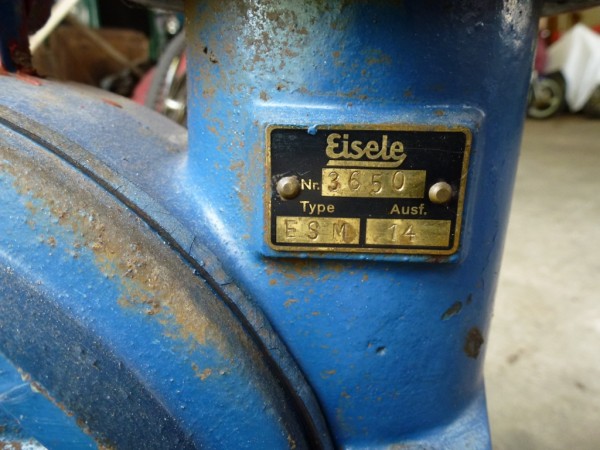 Eisele
Nr. 3650
Type Ausf.
ESM 14